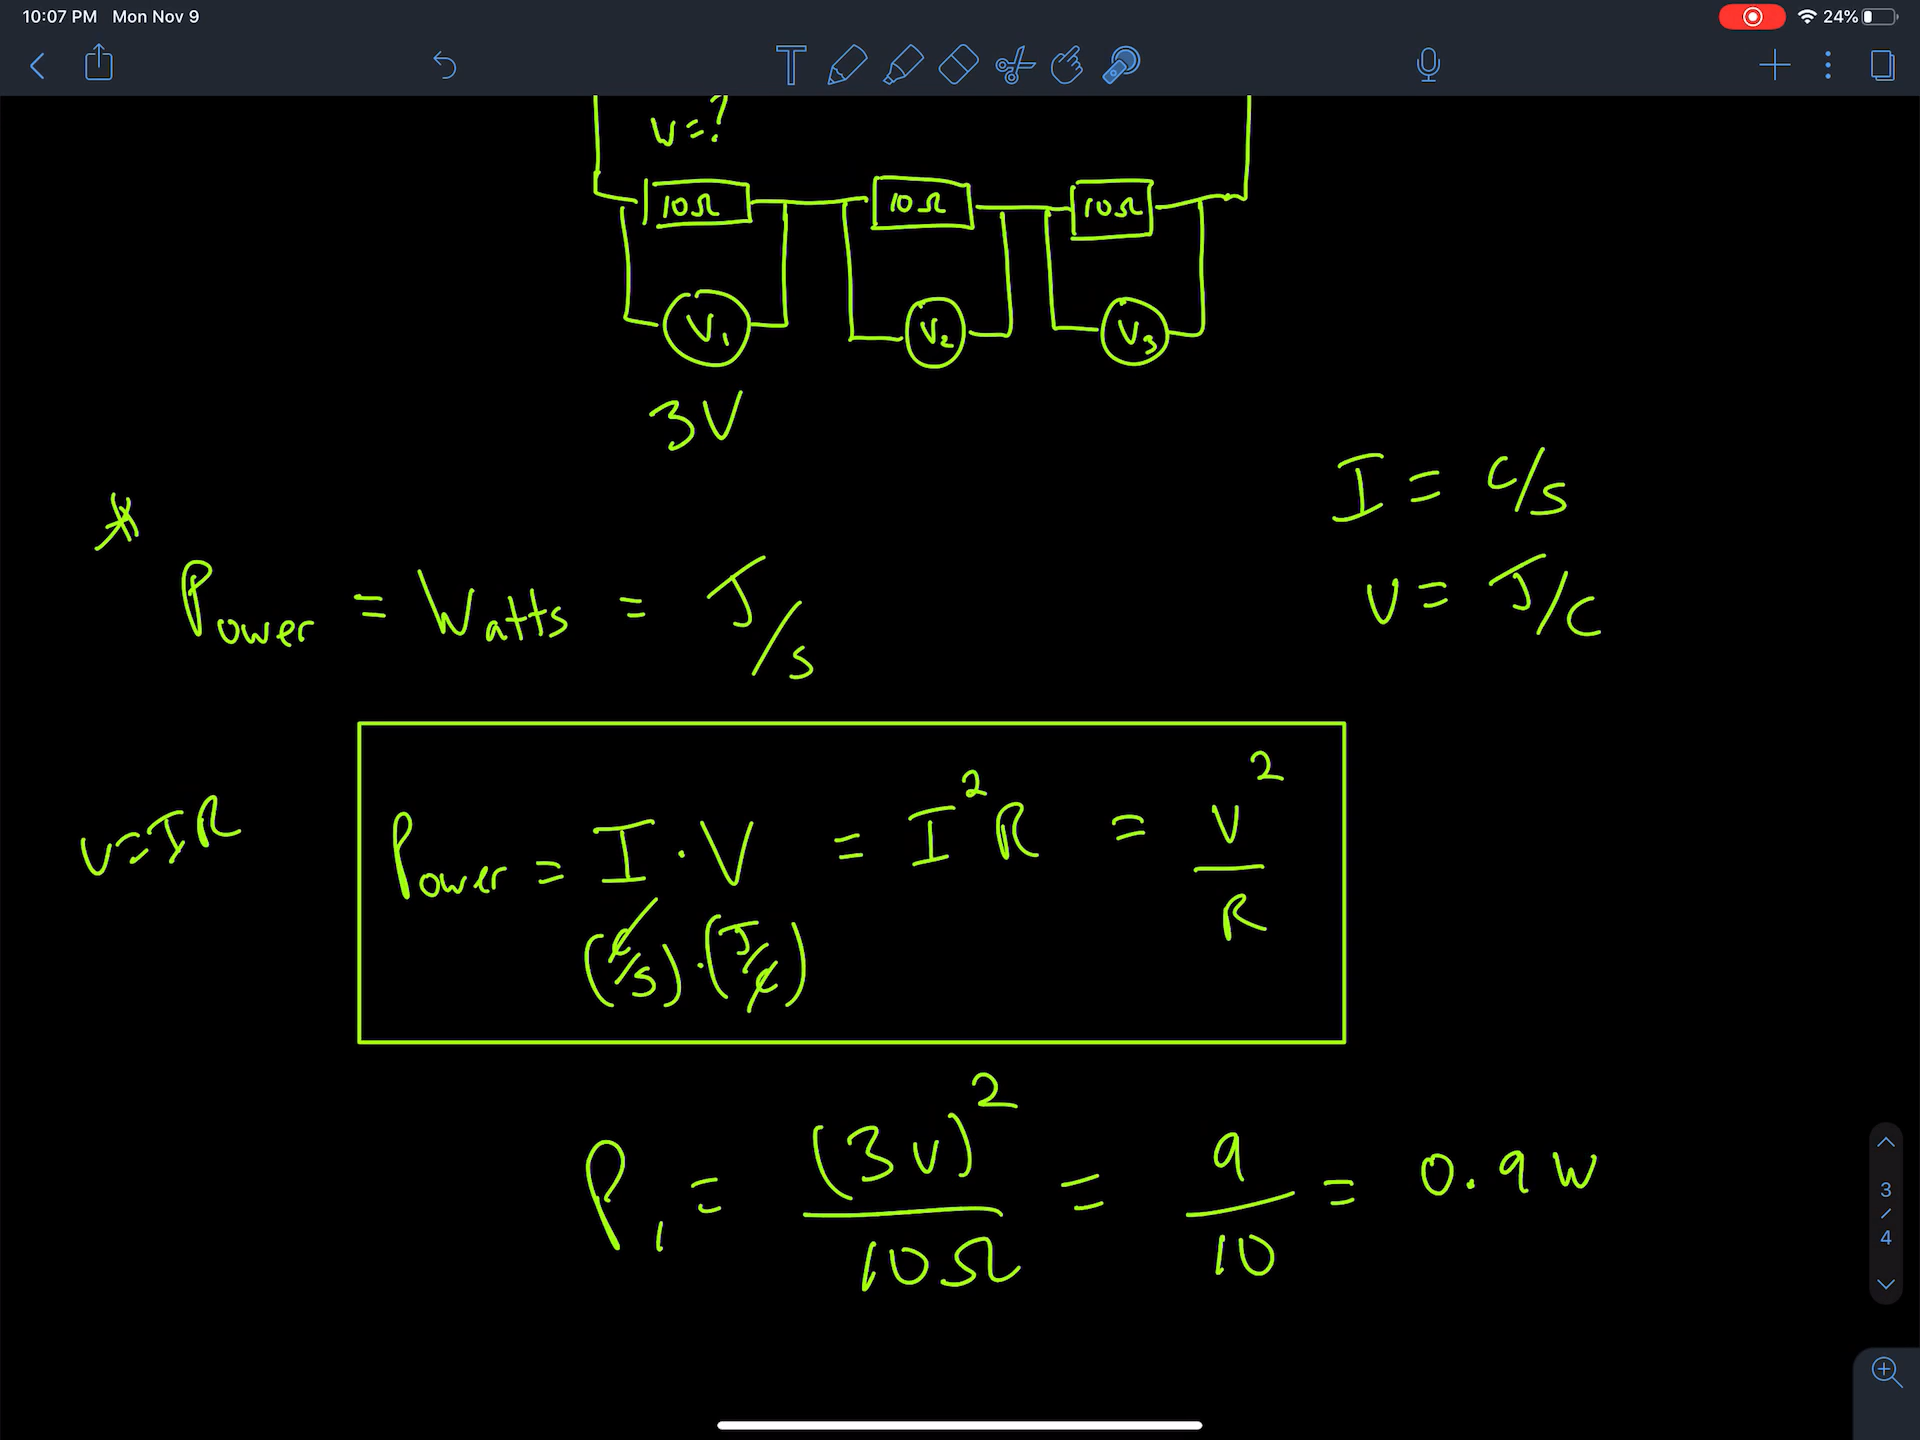 10:07 PM Mon Nov 9
24%
T
W=?
10Ω 10Ω 10Ω
V₁ V₂ V₃
3V
I = C/s
* Power = Watts = J/s
V = J/C
V=IR
Power = I · V = I²R = V²/R
(C/s) · (J/C)
P₁ = (3V)²/10Ω = 9/10 = 0.9 W
3
/
4